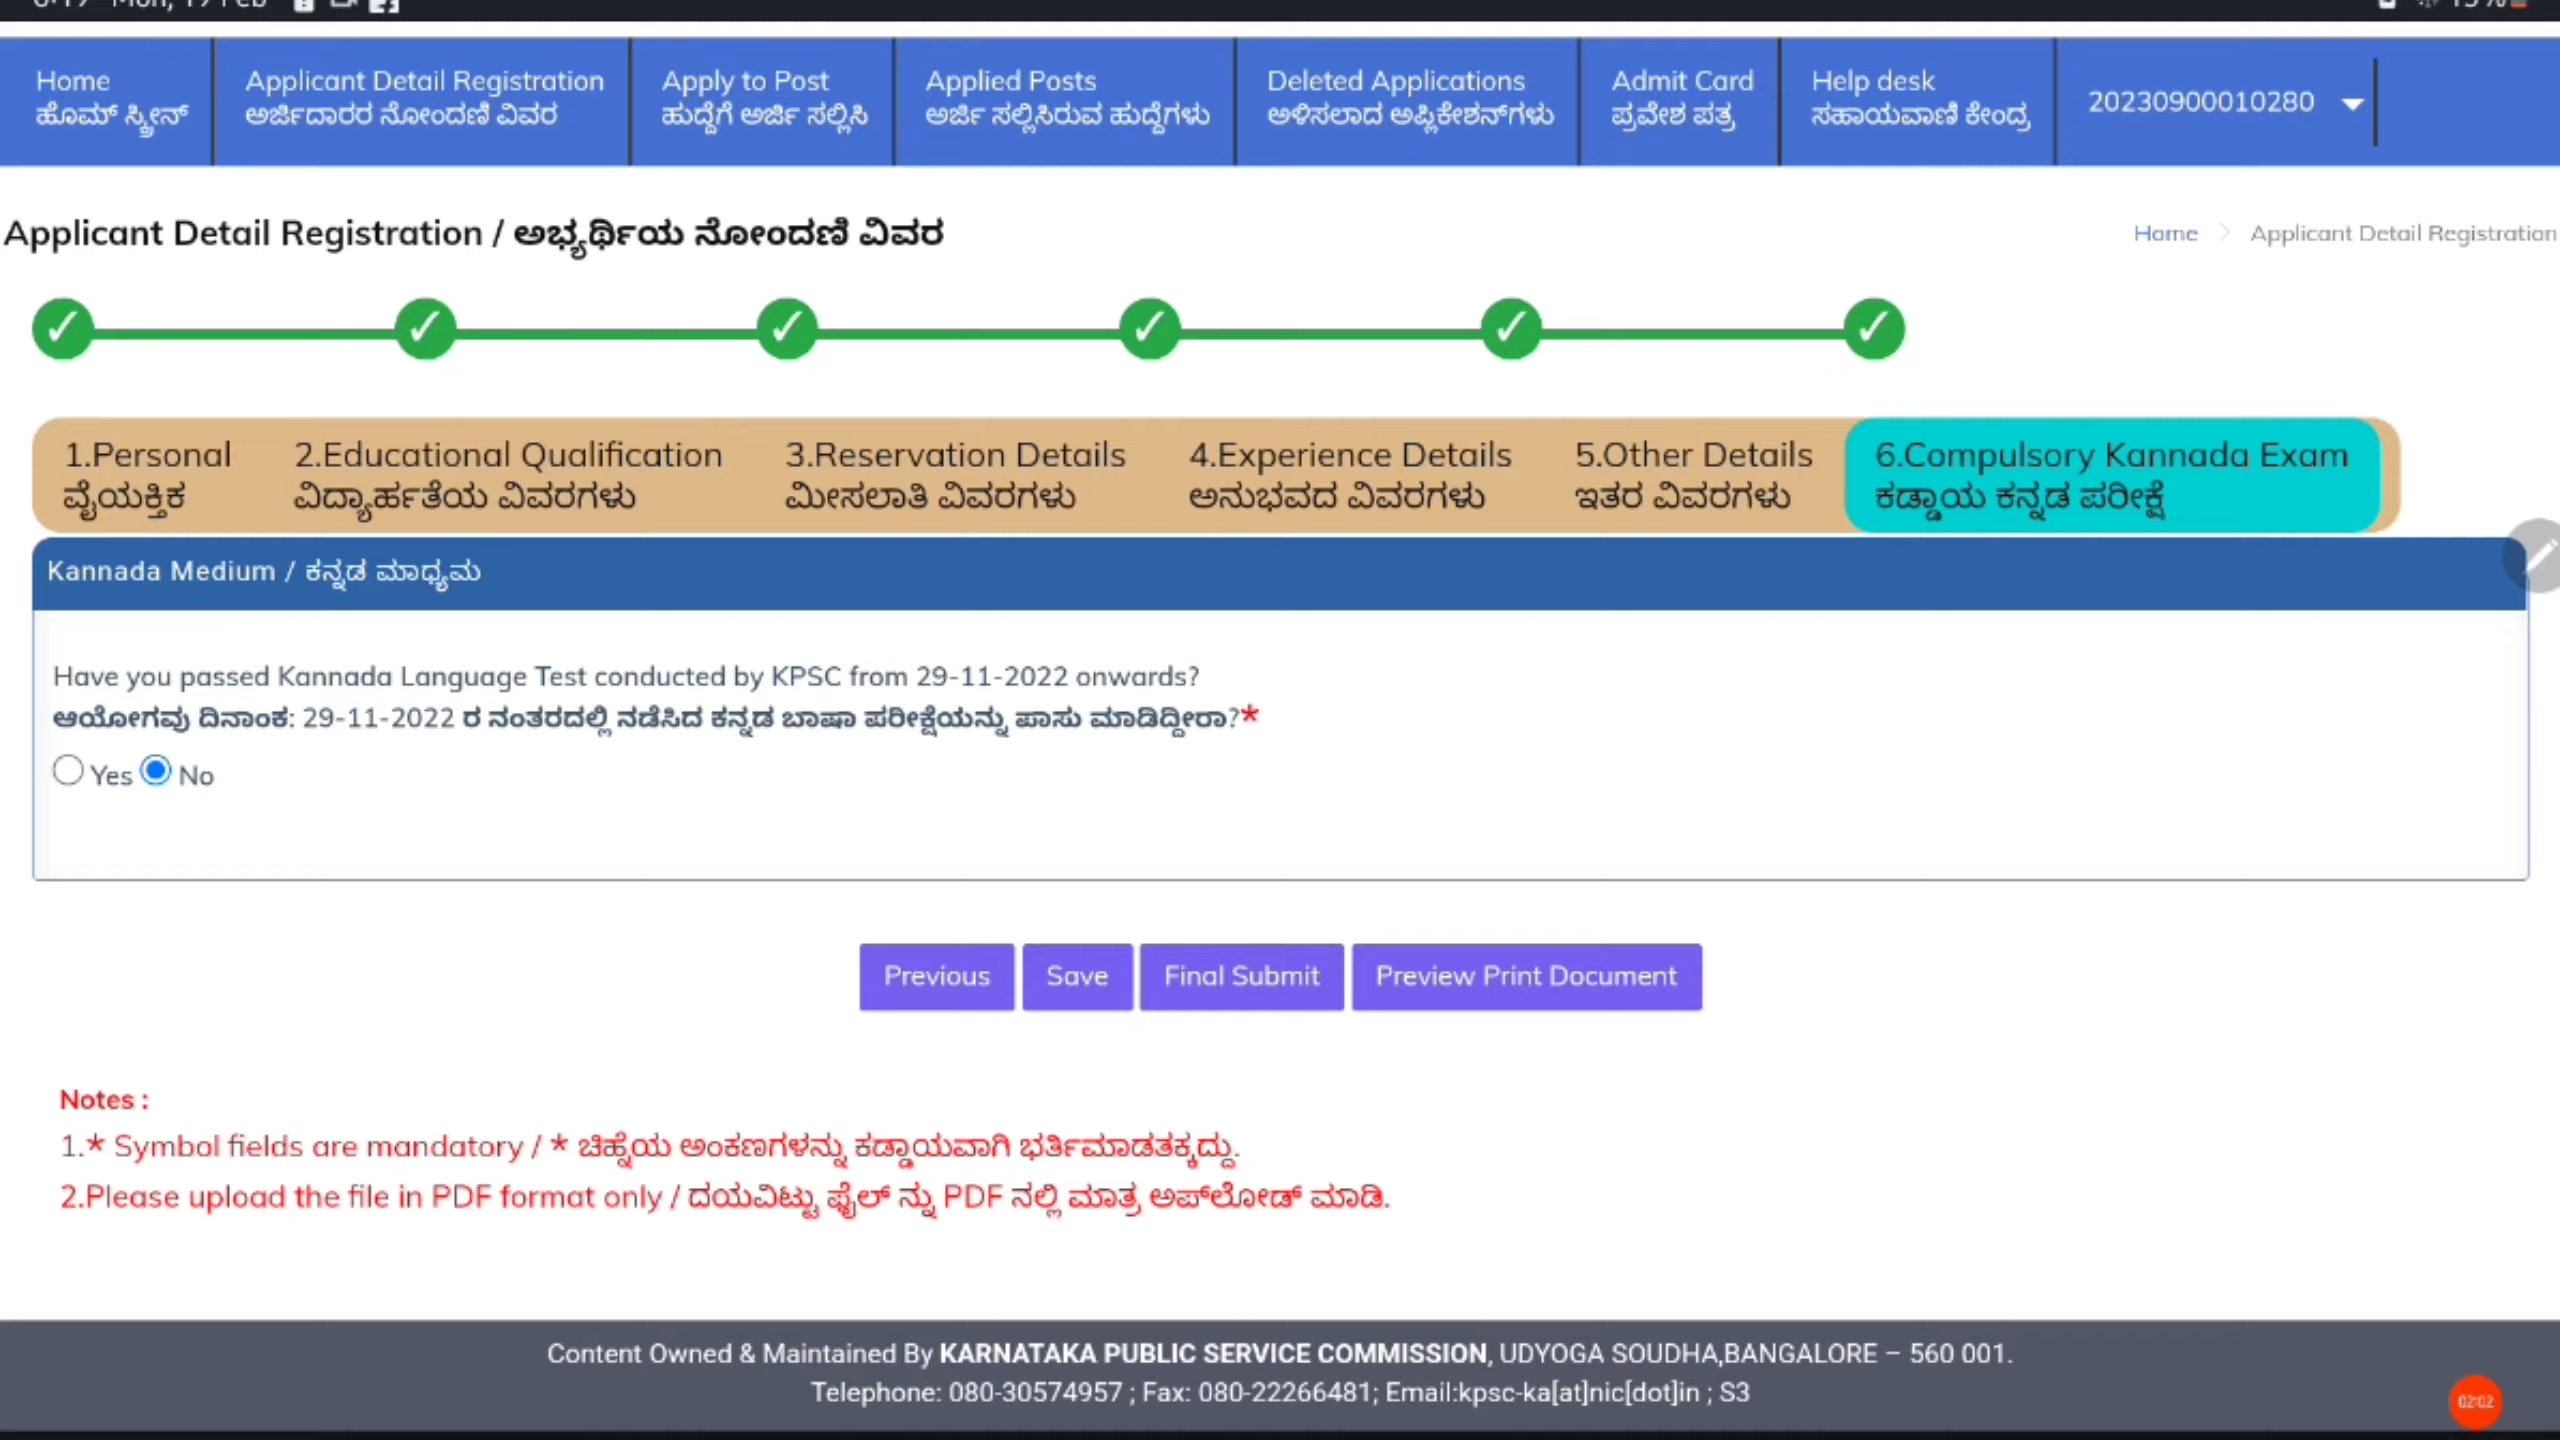 Mon, 19 Feb
Home
ಹೊಮ್ ಸ್ಕ್ರೀನ್
Applicant Detail Registration
ಅರ್ಜಿದಾರರ ನೋಂದಣಿ ವಿವರ
Apply to Post
ಹುದ್ದೆಗೆ ಅರ್ಜಿ ಸಲ್ಲಿಸಿ
Applied Posts
ಅರ್ಜಿ ಸಲ್ಲಿಸಿರುವ ಹುದ್ದೆಗಳು
Deleted Applications
ಅಳಿಸಲಾದ ಅಪ್ಲಿಕೇಶನ್‌ಗಳು
Admit Card
ಪ್ರವೇಶ ಪತ್ರ
Help desk
ಸಹಾಯವಾಣಿ ಕೇಂದ್ರ
20230900010280
Applicant Detail Registration / ಅಭ್ಯರ್ಥಿಯ ನೋಂದಣಿ ವಿವರ
Home > Applicant Detail Registration
1.Personal
ವೈಯಕ್ತಿಕ
2.Educational Qualification
ವಿದ್ಯಾರ್ಹತೆಯ ವಿವರಗಳು
3.Reservation Details
ಮೀಸಲಾತಿ ವಿವರಗಳು
4.Experience Details
ಅನುಭವದ ವಿವರಗಳು
5.Other Details
ಇತರ ವಿವರಗಳು
6.Compulsory Kannada Exam
ಕಡ್ಡಾಯ ಕನ್ನಡ ಪರೀಕ್ಷೆ
Kannada Medium / ಕನ್ನಡ ಮಾಧ್ಯಮ
Have you passed Kannada Language Test conducted by KPSC from 29-11-2022 onwards?
ಆಯೋಗವು ದಿನಾಂಕ: 29-11-2022 ರ ನಂತರದಲ್ಲಿ ನಡೆಸಿದ ಕನ್ನಡ ಬಾಷಾ ಪರೀಕ್ಷೆಯನ್ನು ಪಾಸು ಮಾಡಿದ್ದೀರಾ?*
Yes No
Previous Save Final Submit Preview Print Document
Notes :
1.* Symbol fields are mandatory / * ಚಿಹ್ನೆಯ ಅಂಕಣಗಳನ್ನು ಕಡ್ಡಾಯವಾಗಿ ಭರ್ತಿಮಾಡತಕ್ಕದ್ದು.
2.Please upload the file in PDF format only / ದಯವಿಟ್ಟು ಫೈಲ್ ನ್ನು PDF ನಲ್ಲಿ ಮಾತ್ರ ಅಪ್‌ಲೋಡ್ ಮಾಡಿ.
Content Owned & Maintained By KARNATAKA PUBLIC SERVICE COMMISSION, UDYOGA SOUDHA,BANGALORE – 560 001.
Telephone: 080-30574957 ; Fax: 080-22266481; Email:kpsc-ka[at]nic[dot]in ; S3
02:02